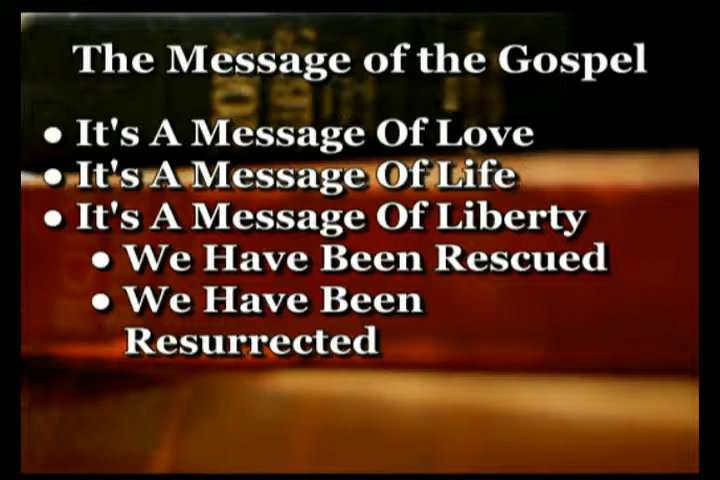 The Message of the Gospel
● It's A Message Of Love
● It's A Message Of Life
● It's A Message Of Liberty
● We Have Been Rescued
● We Have Been
Resurrected